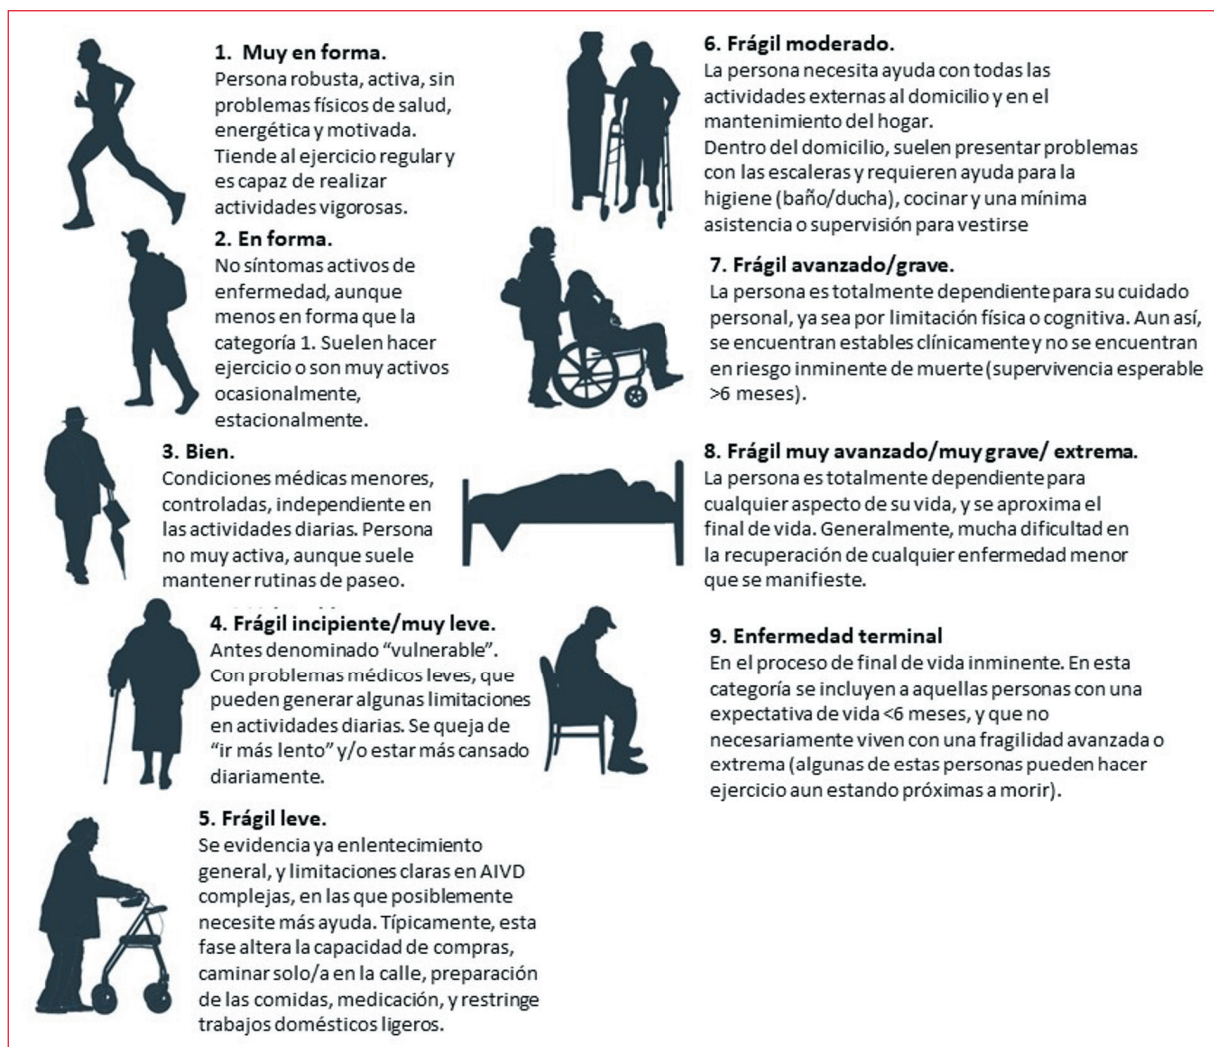 1. Muy en forma.
Persona robusta, activa, sin
problemas físicos de salud,
energética y motivada.
Tiende al ejercicio regular y
es capaz de realizar
actividades vigorosas.
2. En forma.
No síntomas activos de
enfermedad, aunque
menos en forma que la
categoría 1. Suelen hacer
ejercicio o son muy activos
ocasionalmente,
estacionalmente.
3. Bien.
Condiciones médicas menores,
controladas, independiente en
las actividades diarias. Persona
no muy activa, aunque suele
mantener rutinas de paseo.
4. Frágil incipiente/muy leve.
Antes denominado “vulnerable”.
Con problemas médicos leves, que
pueden generar algunas limitaciones
en actividades diarias. Se queja de
“ir más lento” y/o estar más cansado
diariamente.
5. Frágil leve.
Se evidencia ya enlentecimiento
general, y limitaciones claras en AIVD
complejas, en las que posiblemente
necesite más ayuda. Típicamente, esta
fase altera la capacidad de compras,
caminar solo/a en la calle, preparación
de las comidas, medicación, y restringe
trabajos domésticos ligeros.
6. Frágil moderado.
La persona necesita ayuda con todas las
actividades externas al domicilio y en el
mantenimiento del hogar.
Dentro del domicilio, suelen presentar problemas
con las escaleras y requieren ayuda para la
higiene (baño/ducha), cocinar y una mínima
asistencia o supervisión para vestirse
7. Frágil avanzado/grave.
La persona es totalmente dependiente para su cuidado
personal, ya sea por limitación física o cognitiva. Aun así,
se encuentran estables clínicamente y no se encuentran
en riesgo inminente de muerte (supervivencia esperable
>6 meses).
8. Frágil muy avanzado/muy grave/ extrema.
La persona es totalmente dependiente para
cualquier aspecto de su vida, y se aproxima el
final de vida. Generalmente, mucha dificultad en
la recuperación de cualquier enfermedad menor
que se manifieste.
9. Enfermedad terminal
En el proceso de final de vida inminente. En esta
categoría se incluyen a aquellas personas con una
expectativa de vida <6 meses, y que no
necesariamente viven con una fragilidad avanzada o
extrema (algunas de estas personas pueden hacer
ejercicio aun estando próximas a morir).